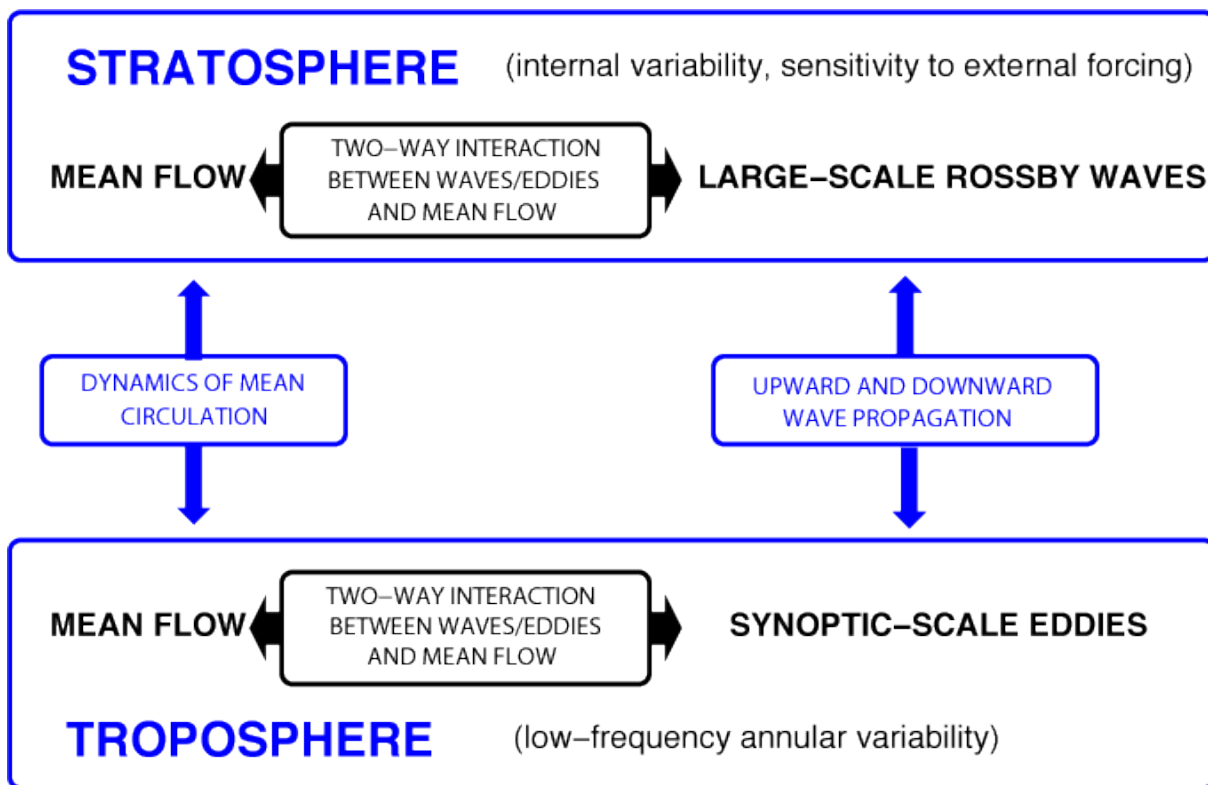 STRATOSPHERE (internal variability, sensitivity to external forcing)
MEAN FLOW
TWO–WAY INTERACTION
BETWEEN WAVES/EDDIES
AND MEAN FLOW
LARGE–SCALE ROSSBY WAVES
DYNAMICS OF MEAN
CIRCULATION
UPWARD AND DOWNWARD
WAVE PROPAGATION
MEAN FLOW
TWO–WAY INTERACTION
BETWEEN WAVES/EDDIES
AND MEAN FLOW
SYNOPTIC–SCALE EDDIES
TROPOSPHERE (low–frequency annular variability)